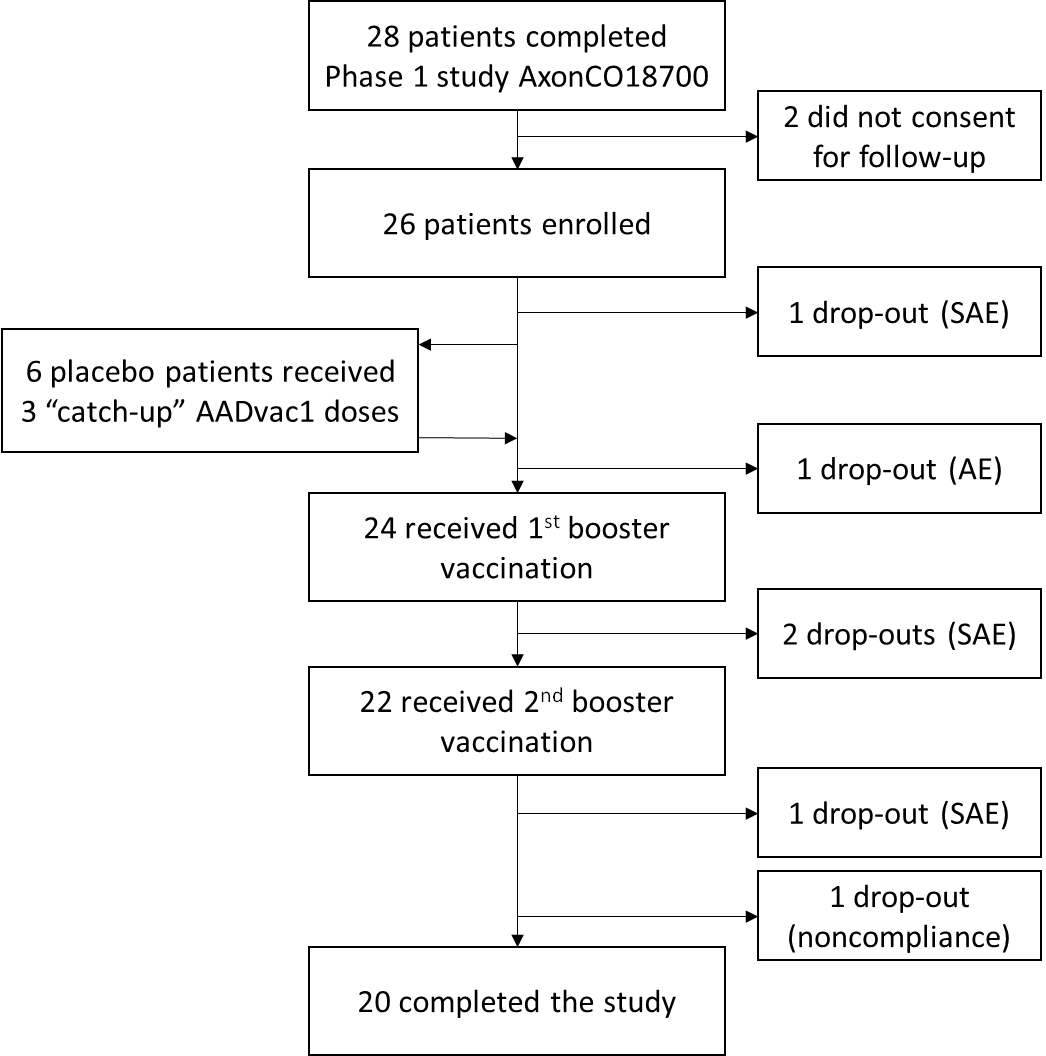 28 patients completed
Phase 1 study AxonCO18700
2 did not consent
for follow-up
26 patients enrolled
1 drop-out (SAE)
6 placebo patients received
3 “catch-up” AADvac1 doses
1 drop-out (AE)
24 received 1st booster
vaccination
2 drop-outs (SAE)
22 received 2nd booster
vaccination
1 drop-out (SAE)
1 drop-out
(noncompliance)
20 completed the study